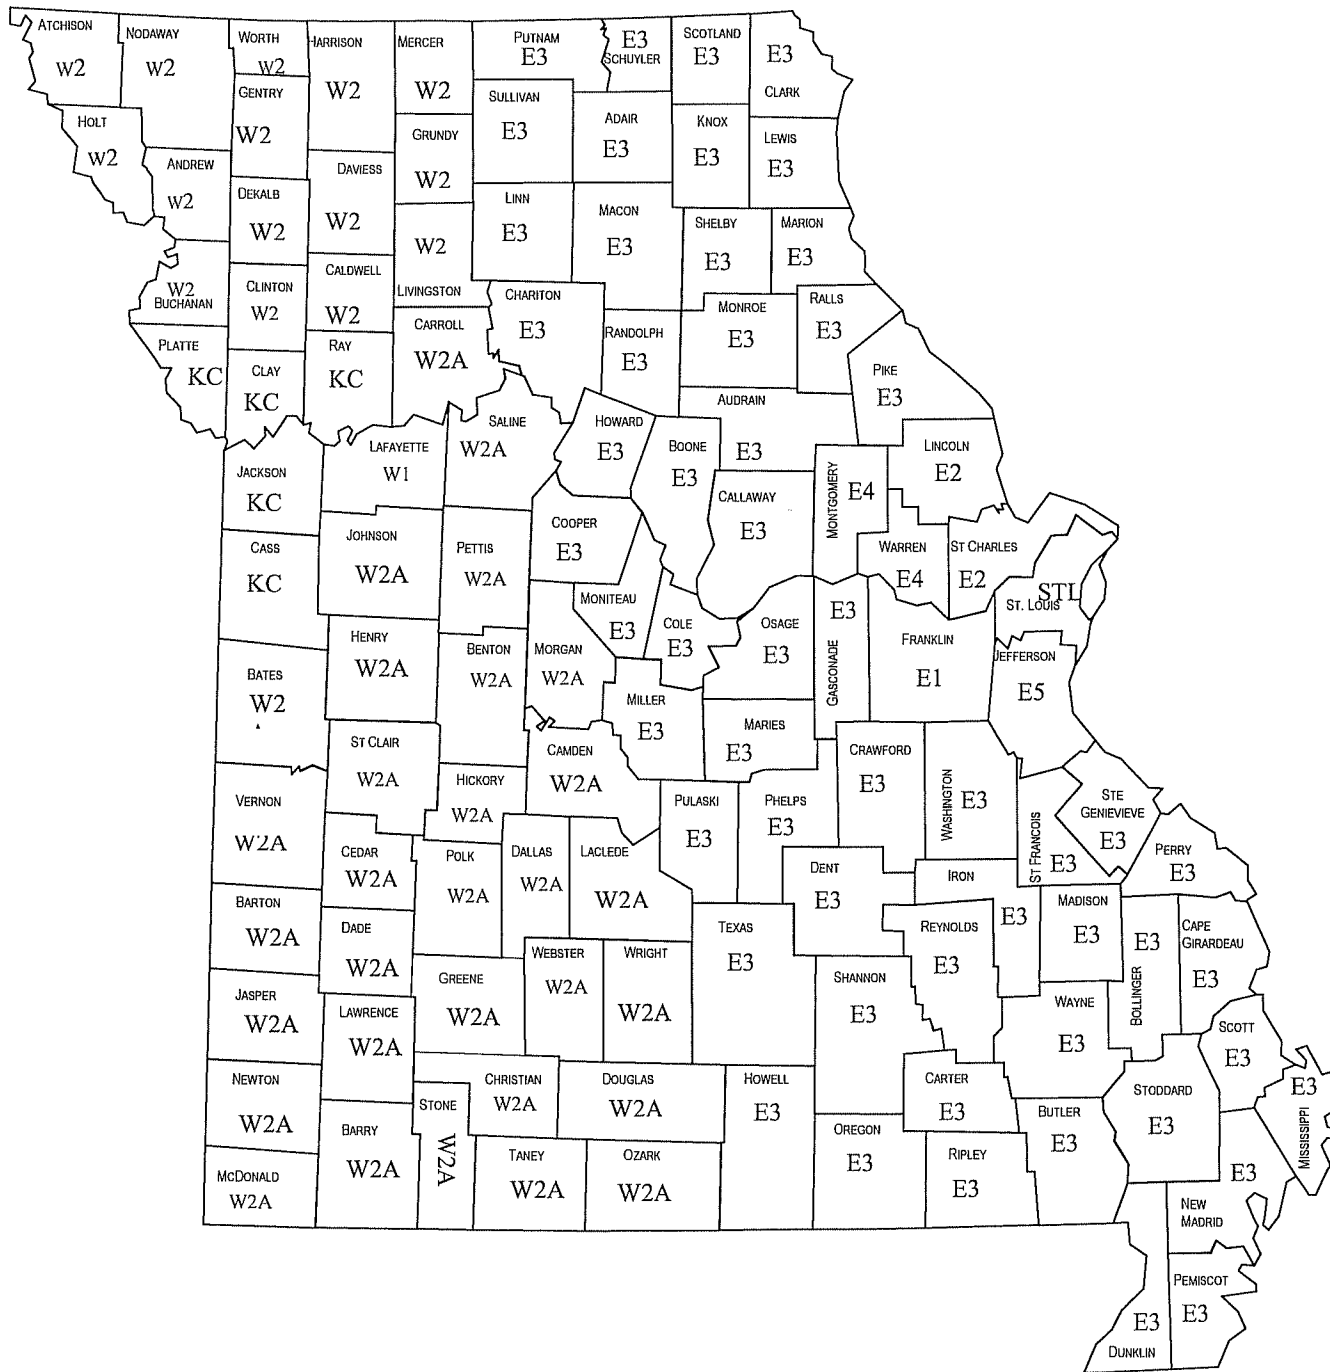 ATCHISON
W2
NODAWAY
W2
WORTH
W2
HARRISON
W2
MERCER
W2
PUTNAM
E3
E3
SCHUYLER
SCOTLAND
E3
E3
CLARK
HOLT
W2
ANDREW
W2
GENTRY
W2
DEKALB
W2
DAVIESS
W2
GRUNDY
W2
SULLIVAN
E3
ADAIR
E3
KNOX
E3
LEWIS
E3
W2
BUCHANAN
CLINTON
W2
CALDWELL
W2
W2
LIVINGSTON
LINN
E3
MACON
E3
SHELBY
E3
MARION
E3
PLATTE
KC
CLAY
KC
RAY
KC
CARROLL
W2A
CHARITON
E3
RANDOLPH
E3
MONROE
E3
RALLS
E3
PIKE
E3
AUDRAIN
E3
JACKSON
KC
LAFAYETTE
W1
SALINE
W2A
HOWARD
E3
BOONE
E3
CALLAWAY
E3
MONTGOMERY
E4
LINCOLN
E2
CASS
KC
JOHNSON
W2A
PETTIS
W2A
COOPER
E3
MONITEAU
E3
COLE
E3
OSAGE
E3
E3
GASCONADE
WARREN
E4
ST CHARLES
E2
STL
ST. LOUIS
FRANKLIN
E1
JEFFERSON
E5
BATES
W2
HENRY
W2A
BENTON
W2A
MORGAN
W2A
MILLER
E3
MARIES
E3
ST CLAIR
W2A
HICKORY
W2A
CAMDEN
W2A
PULASKI
E3
PHELPS
E3
CRAWFORD
E3
WASHINGTON
E3
ST FRANCOIS
E3
STE
GENIEVIEVE
E3
PERRY
E3
VERNON
W2A
CEDAR
W2A
POLK
W2A
DALLAS
W2A
LACLEDE
W2A
DENT
E3
IRON
E3
MADISON
E3
E3
BOLLINGER
CAPE
GIRARDEAU
E3
BARTON
W2A
DADE
W2A
GREENE
W2A
WEBSTER
W2A
WRIGHT
W2A
TEXAS
E3
SHANNON
E3
REYNOLDS
E3
WAYNE
E3
SCOTT
E3
JASPER
W2A
LAWRENCE
W2A
NEWTON
W2A
BARRY
W2A
STONE
W2A
CHRISTIAN
W2A
DOUGLAS
W2A
HOWELL
E3
CARTER
E3
BUTLER
E3
STODDARD
E3
E3
MISSISSIPPI
MCDONALD
W2A
TANEY
W2A
OZARK
W2A
OREGON
E3
RIPLEY
E3
E3
NEW
MADRID
PEMISCOT
E3
E3
DUNKLIN